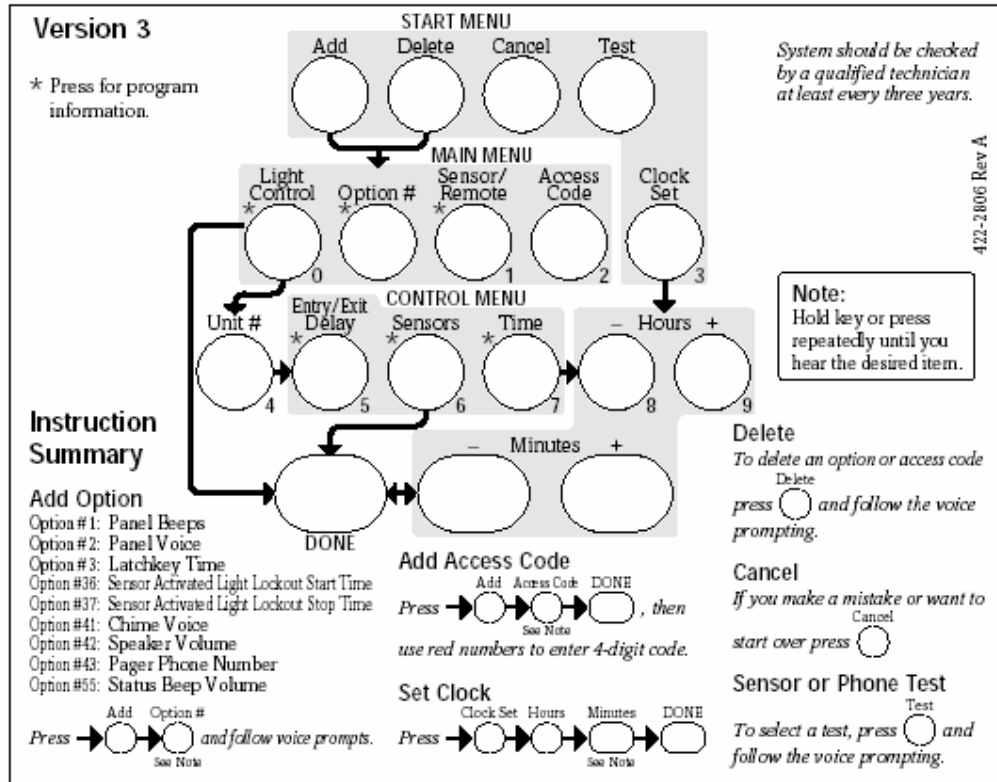 Version 3
* Press for program
information.
START MENU
Add Delete Cancel Test
System should be checked
by a qualified technician
at least every three years.
422-2806 Rev A
MAIN MENU
Light
Control
Option #
Sensor/
Remote
Access
Code
Clock
Set
* * *
0 1 2 3
CONTROL MENU
Unit #
Entry/Exit
Delay
Sensors
Time
- Hours +
* * *
4 5 6 7 8 9
Note:
Hold key or press
repeatedly until you
hear the desired item.
- Minutes +
DONE
Instruction
Summary
Add Option
Option #1: Panel Beeps
Option #2: Panel Voice
Option #3: Latchkey Time
Option #36: Sensor Activated Light Lockout Start Time
Option #37: Sensor Activated Light Lockout Stop Time
Option #41: Chime Voice
Option #42: Speaker Volume
Option #43: Pager Phone Number
Option #55: Status Beep Volume
Add Option #
Press and follow voice prompts.
See Note
Add Access Code
Add Access Code DONE
Press , then
See Note
use red numbers to enter 4-digit code.
Set Clock
Clock Set Hours Minutes DONE
Press
See Note
Delete
To delete an option or access code
Delete
press and follow the voice
prompting.
Cancel
If you make a mistake or want to
Cancel
start over press
Sensor or Phone Test
Test
To select a test, press and
follow the voice prompting.